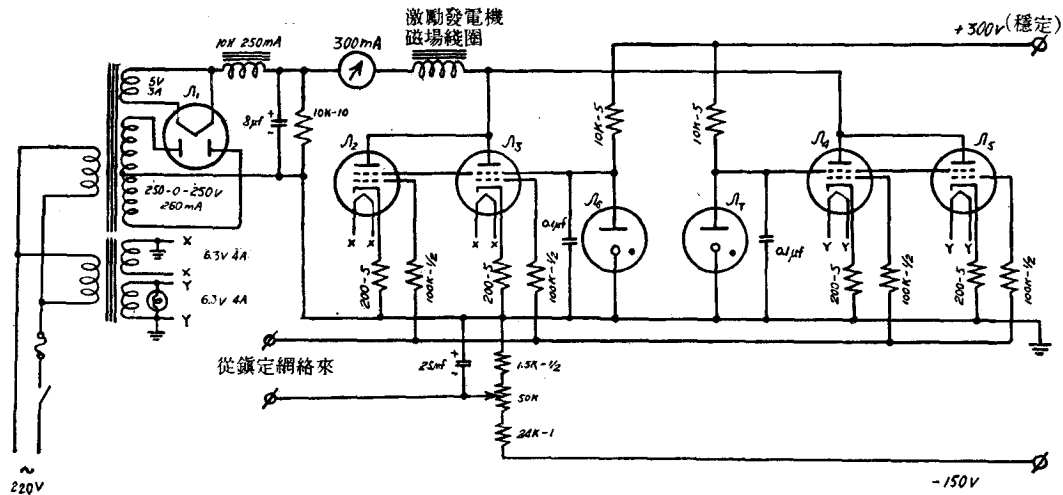 激勵發電機
磁場綫圈
10H 250mA
300mA
+300V(穩定)
5V
3A
Л1
8μf
+
-
10K-10
Л2
Л3
10K-5
10K-5
Л4
Л5
250-0-250V
260mA
0.1μf
Л6
Л7
0.1μf
X
6.3V 4A
X
Y
6.3V 4A
Y
X X
X X
Y Y
Y Y
200-5
100K-1/2
200-5
100K-1/2
200-5
100K-1/2
200-5
100K-1/2
從鎮定網絡來
25μf
+
-
1.5K-1/2
50K
24K-1
~
220V
-150V